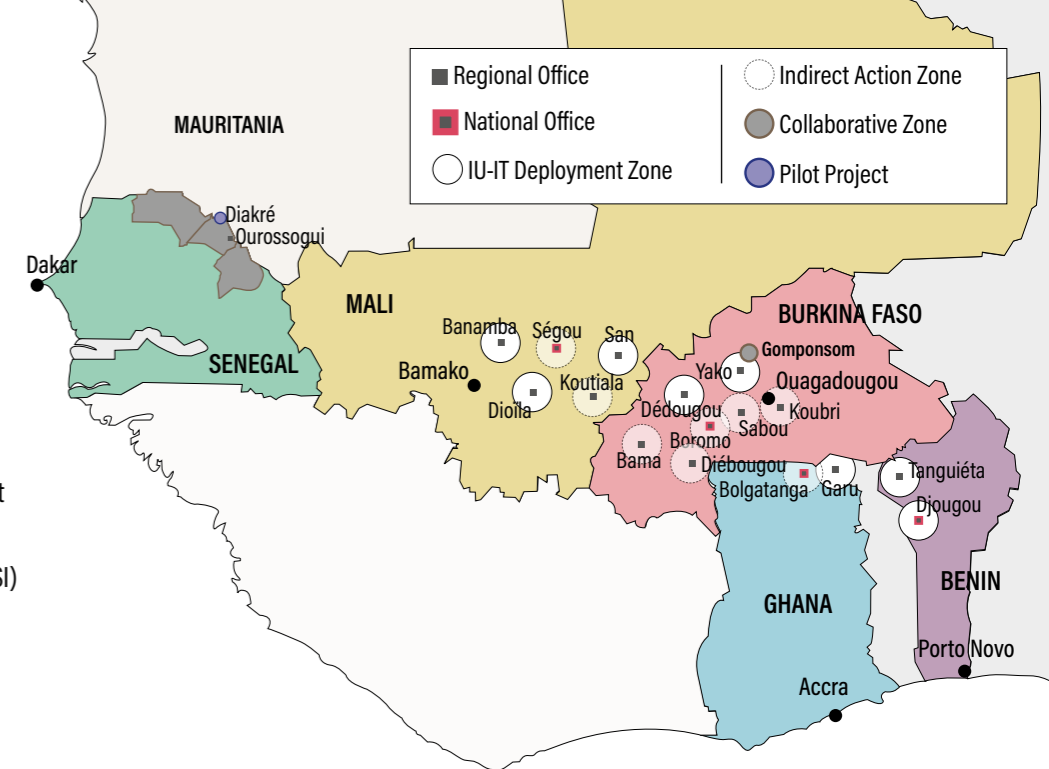 Regional Office
National Office
IU-IT Deployment Zone
Indirect Action Zone
Collaborative Zone
Pilot Project
MAURITANIA
Diakré
Ourossogui
Dakar
SENEGAL
MALI
Banamba
Ségou
San
Bamako
Dioïla
Koutiala
BURKINA FASO
Gomponsom
Yako
Ouagadougou
Dédougou
Koubri
Sabou
Boromo
Bama
Diébougou
Bolgatanga
Garu
Tanguiéta
Djougou
BENIN
GHANA
Porto Novo
Accra
t
SI)